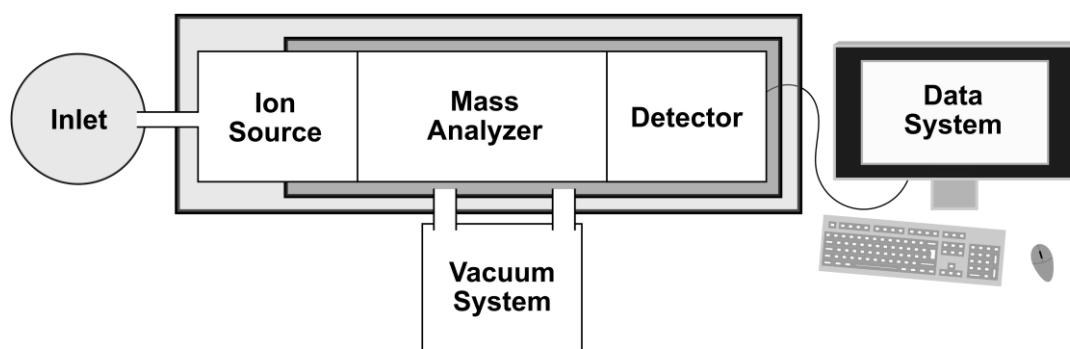 Inlet
Ion
Source
Mass
Analyzer
Detector
Data
System
Vacuum
System